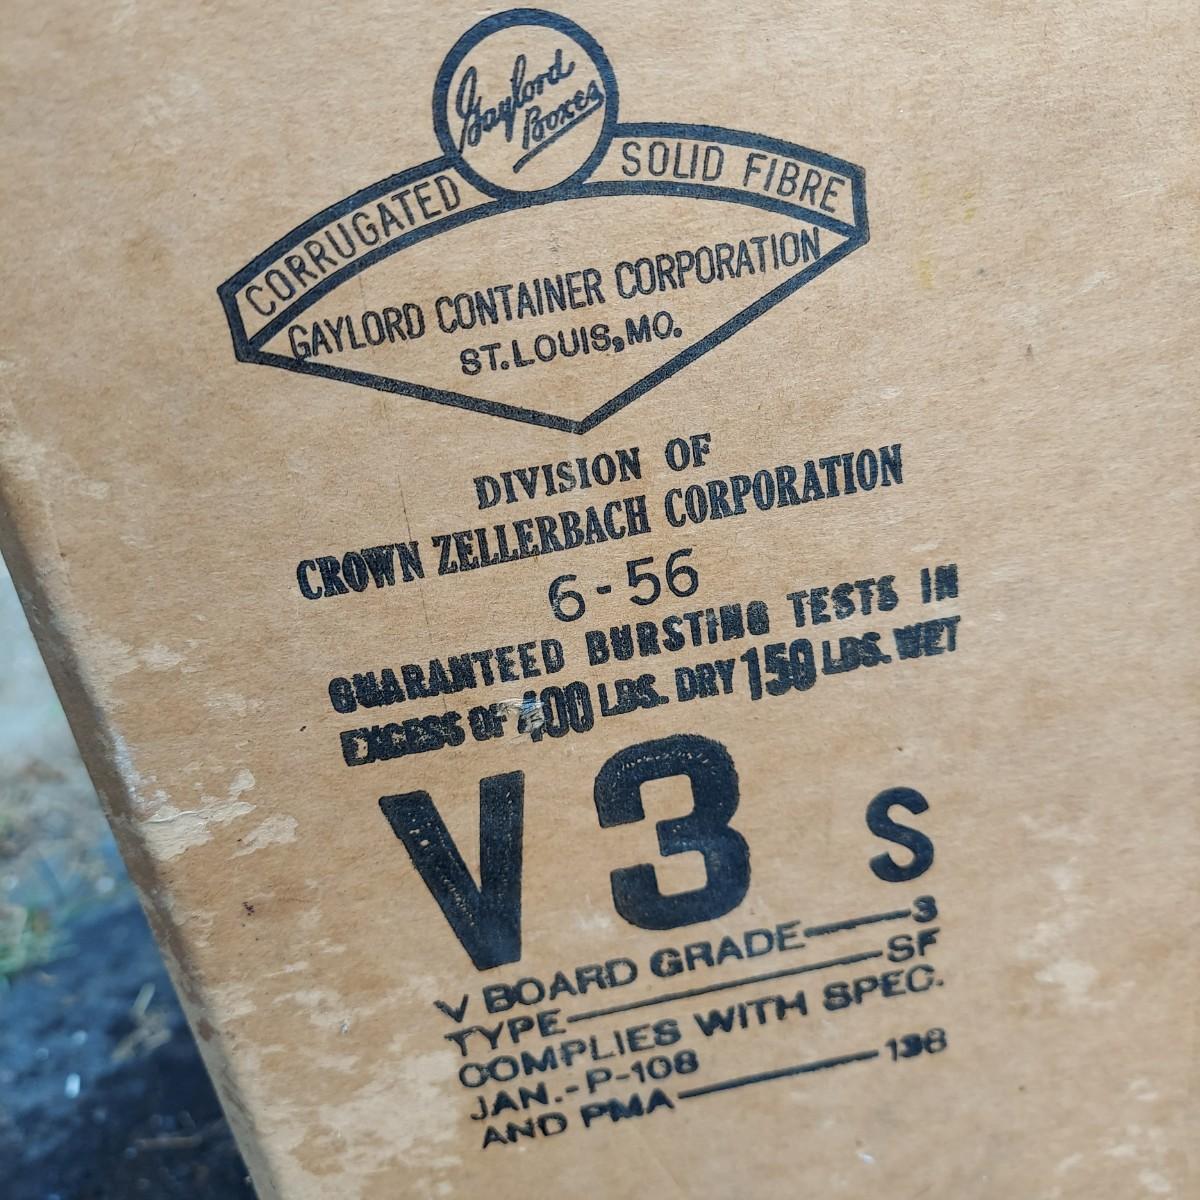 Gaylord
Boxes
CORRUGATED SOLID FIBRE
GAYLORD CONTAINER CORPORATION
ST. LOUIS, MO.
DIVISION OF
CROWN ZELLERBACH CORPORATION
6-56
GUARANTEED BURSTING TESTS IN
EXCESS OF 400 LBS. DRY 150 LBS. WET
V3 S
V BOARD GRADE 3
TYPE SF
COMPLIES WITH SPEC.
JAN.-P-108
AND PMA 138